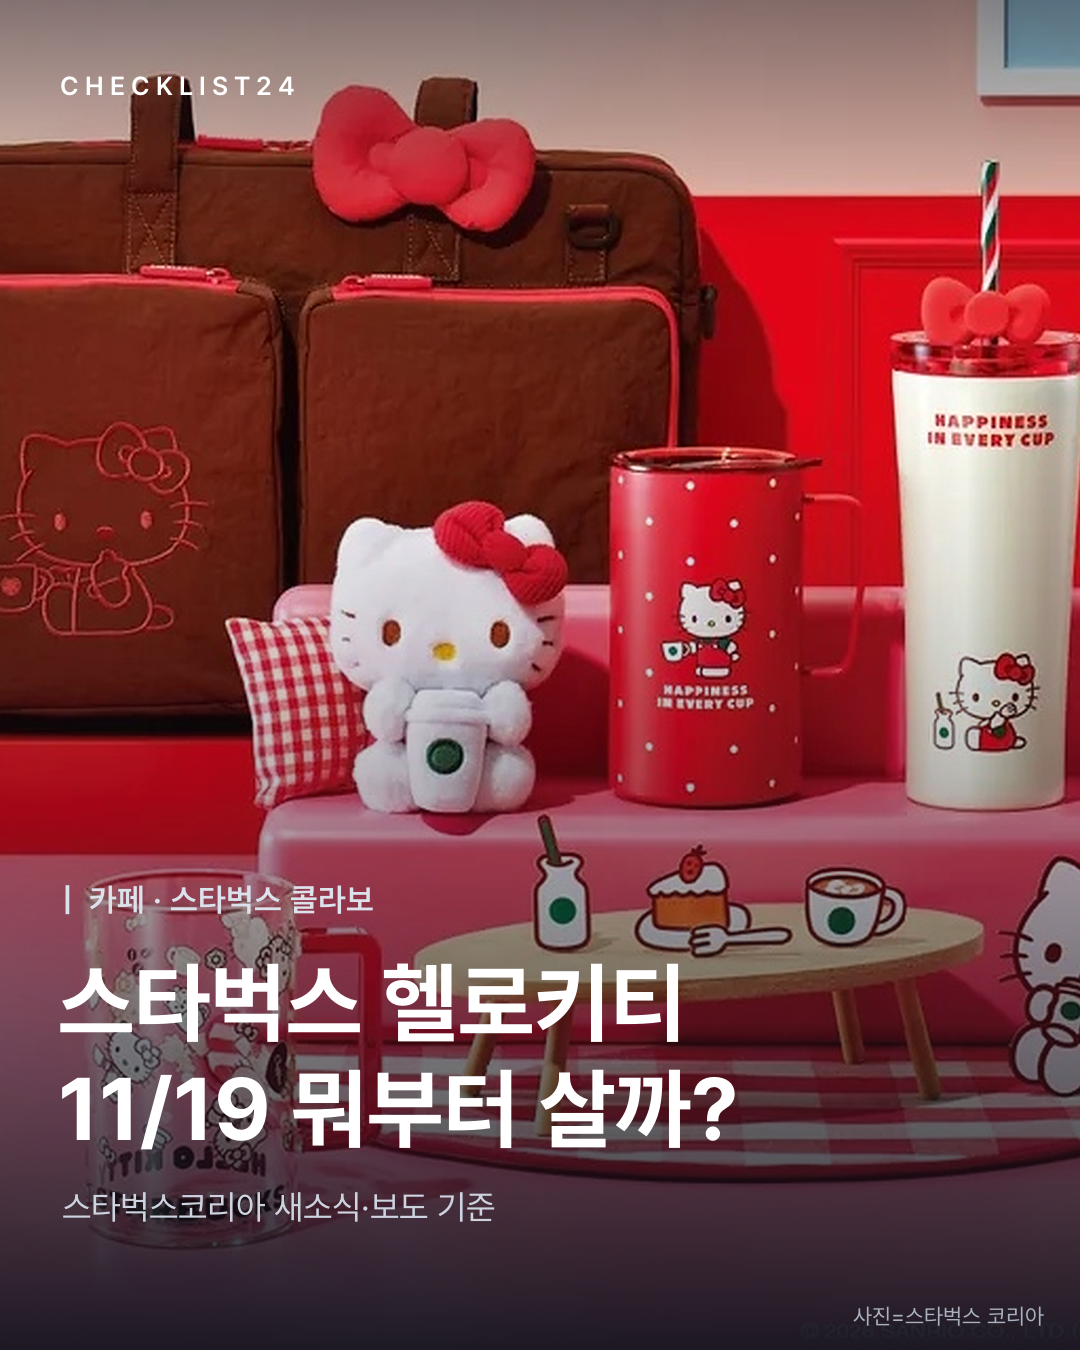 CHECKLIST24
HAPPINESS
IN EVERY CUP
HAPPINESS
IN EVERY CUP
| 카페 · 스타벅스 콜라보
스타벅스 헬로키티
11/19 뭐부터 살까?
HELLO KITTY
스타벅스코리아 새소식·보도 기준
사진=스타벅스 코리아